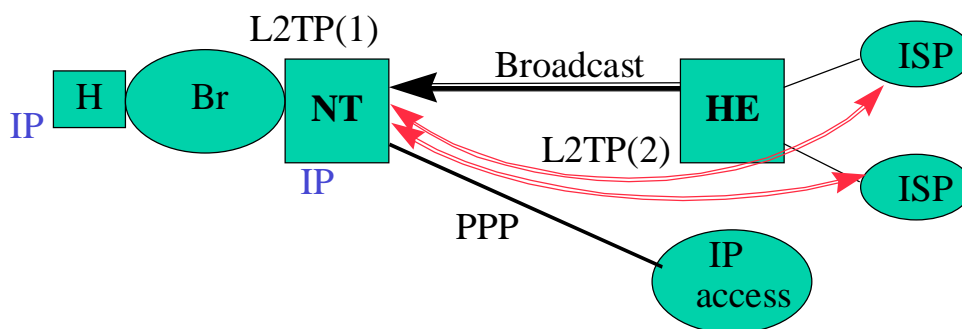 L2TP(1)
Broadcast
ISP
H
Br
NT
HE
IP
L2TP(2)
IP
ISP
PPP
IP
access